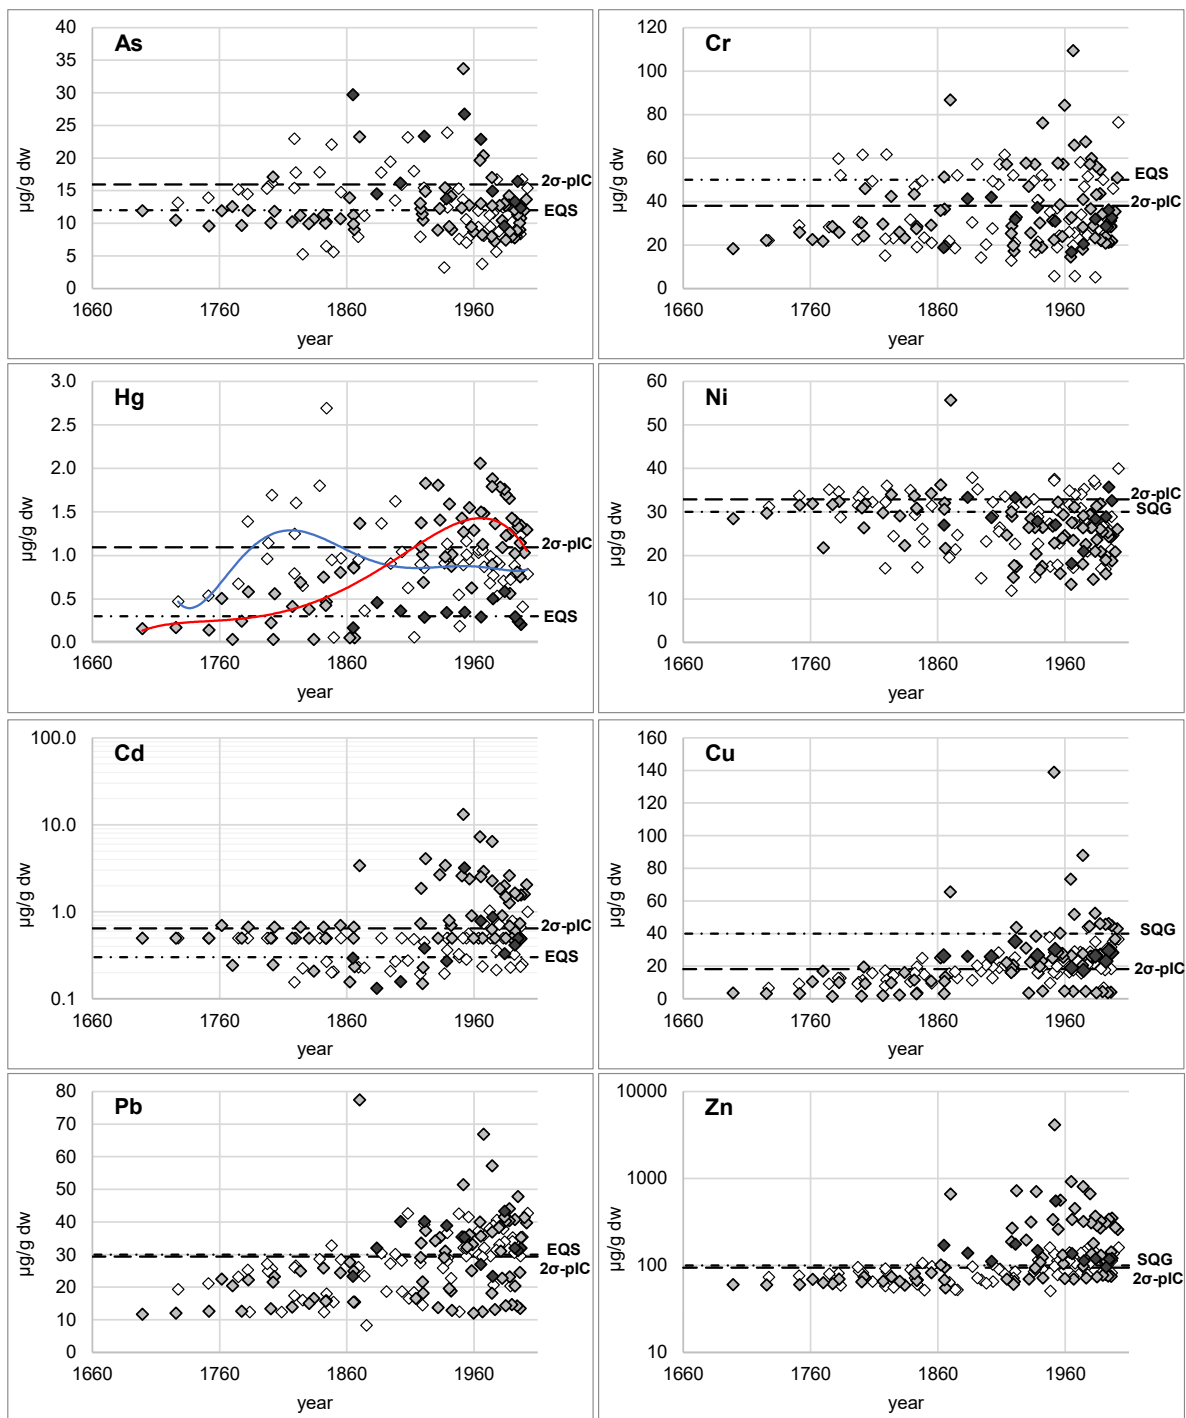 As
µg/g dw
40
35
30
25
20
15
10
5
0
2σ-pIC
EQS
1660 1760 1860 1960
year
Cr
µg/g dw
120
100
80
60
40
20
0
EQS
2σ-pIC
1660 1760 1860 1960
year
Hg
µg/g dw
3.0
2.5
2.0
1.5
1.0
0.5
0.0
2σ-pIC
EQS
1660 1760 1860 1960
year
Ni
µg/g dw
60
50
40
30
20
10
0
2σ-pIC
SQG
1660 1760 1860 1960
year
Cd
µg/g dw
100.0
10.0
1.0
0.1
2σ-pIC
EQS
1660 1760 1860 1960
year
Cu
µg/g dw
160
140
120
100
80
60
40
20
0
SQG
2σ-pIC
1660 1760 1860 1960
year
Pb
µg/g dw
80
70
60
50
40
30
20
10
0
EQS
2σ-pIC
1660 1760 1860 1960
year
Zn
µg/g dw
10000
1000
100
10
SQG
2σ-pIC
1660 1760 1860 1960
year